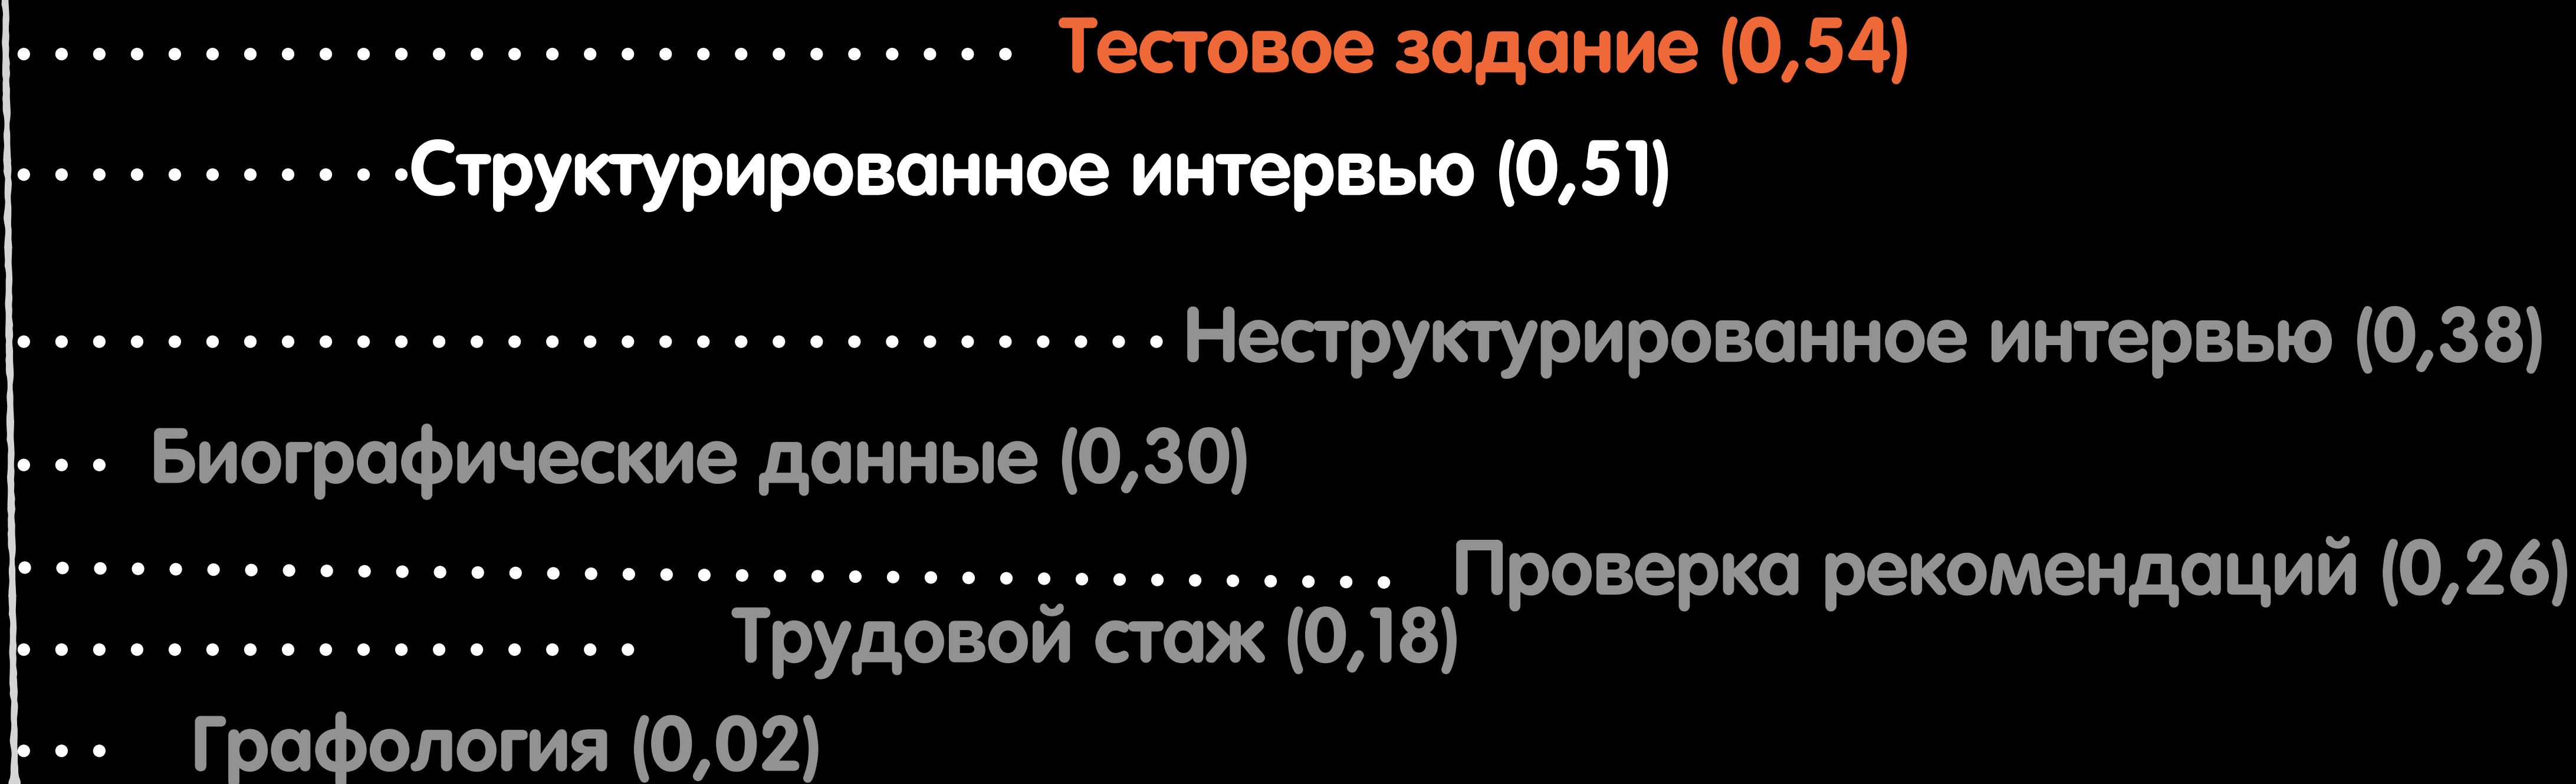 Тестовое задание (0,54)
Структурированное интервью (0,51)
Неструктурированное интервью (0,38)
Биографические данные (0,30)
Проверка рекомендаций (0,26)
Трудовой стаж (0,18)
Графология (0,02)